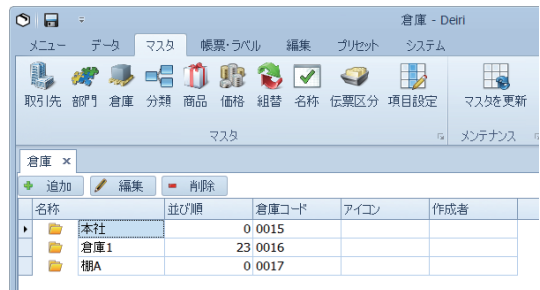 倉庫 - Deiri
メニュー データ マスタ 帳票・ラベル 編集 プリセット システム
取引先 部門 倉庫 分類 商品 価格 組替 名称 伝票区分 項目設定 マスタを更新
マスタ メンテナンス
倉庫 ×
追加 編集 削除
名称 並び順 倉庫コード アイコン 作成者
本社 0 0015
倉庫1 23 0016
棚A 0 0017